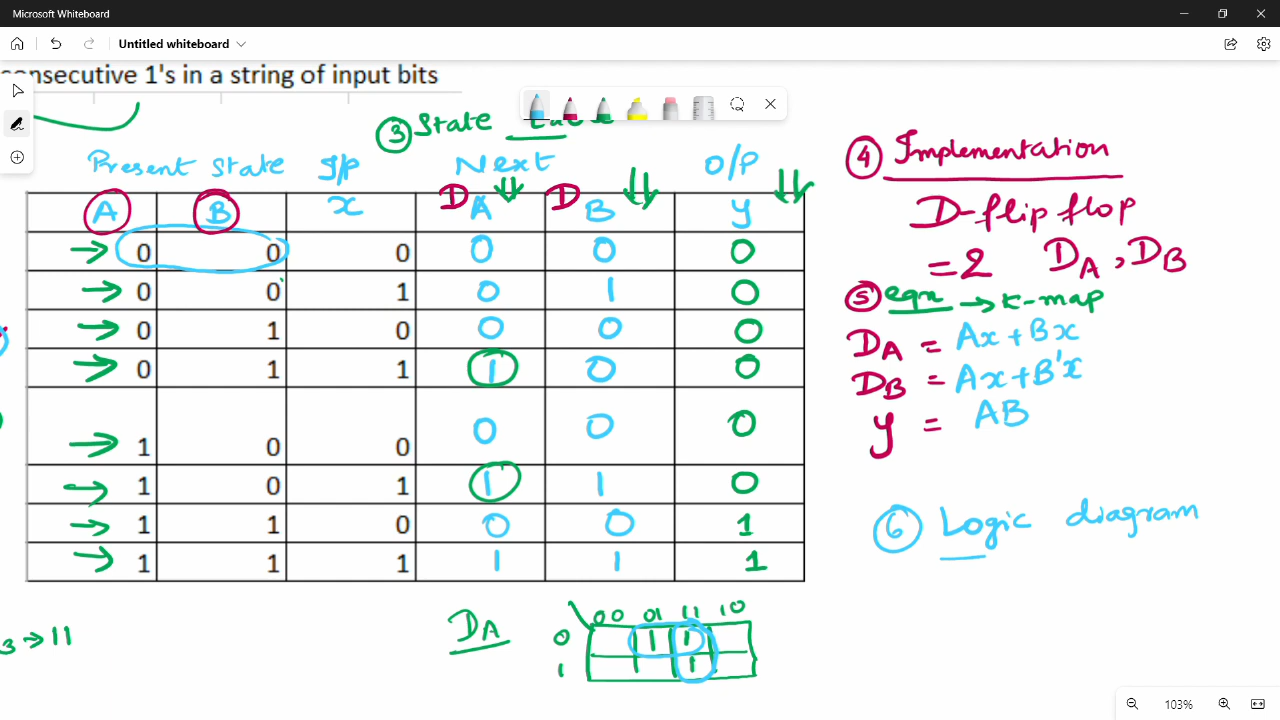 Microsoft Whiteboard
Untitled whiteboard
consecutive 1's in a string of input bits
③ State
Present State I/p Next O/P
A B x D A D B y
0 0 0 0 0 0
0 0 1 0 1 0
0 1 0 0 0 0
0 1 1 1 0 0
1 0 0 0 0 0
1 0 1 1 1 0
1 1 0 0 0 1
1 1 1 1 1 1
④ Implementation
D-flip flop
= 2 DA, DB
⑤ eqn → K-map
DA = Ax + Bx
DB = Ax + B'x
y = AB
⑥ Logic diagram
3 → 11
DA
00 01 11 10
0 1 1
1 1
103%